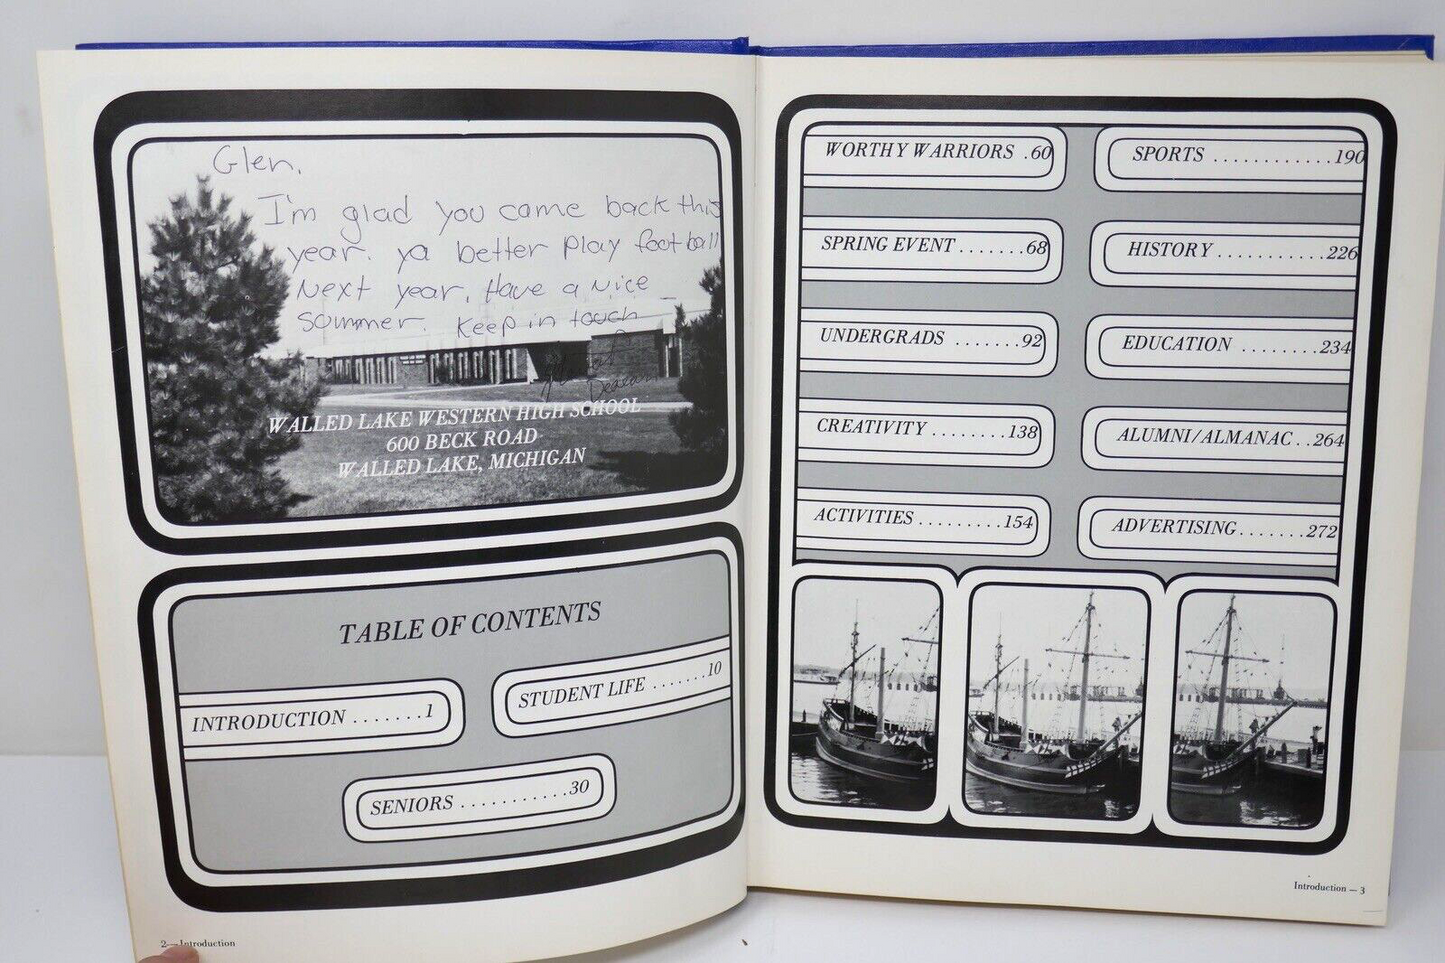 Glen,
I'm glad you came back this
year. ya better play football
Next year. Have a nice
summer. Keep in touch
WALLED LAKE WESTERN HIGH SCHOOL
600 BECK ROAD
WALLED LAKE, MICHIGAN
TABLE OF CONTENTS
INTRODUCTION .......1
STUDENT LIFE .......10
SENIORS ...........30
2—Introduction
WORTHY WARRIORS .60
SPRING EVENT .......68
UNDERGRADS .......92
CREATIVITY ........138
ACTIVITIES .........154
SPORTS ............190
HISTORY ...........226
EDUCATION ........234
ALUMNI/ALMANAC ..264
ADVERTISING.......272
Introduction — 3